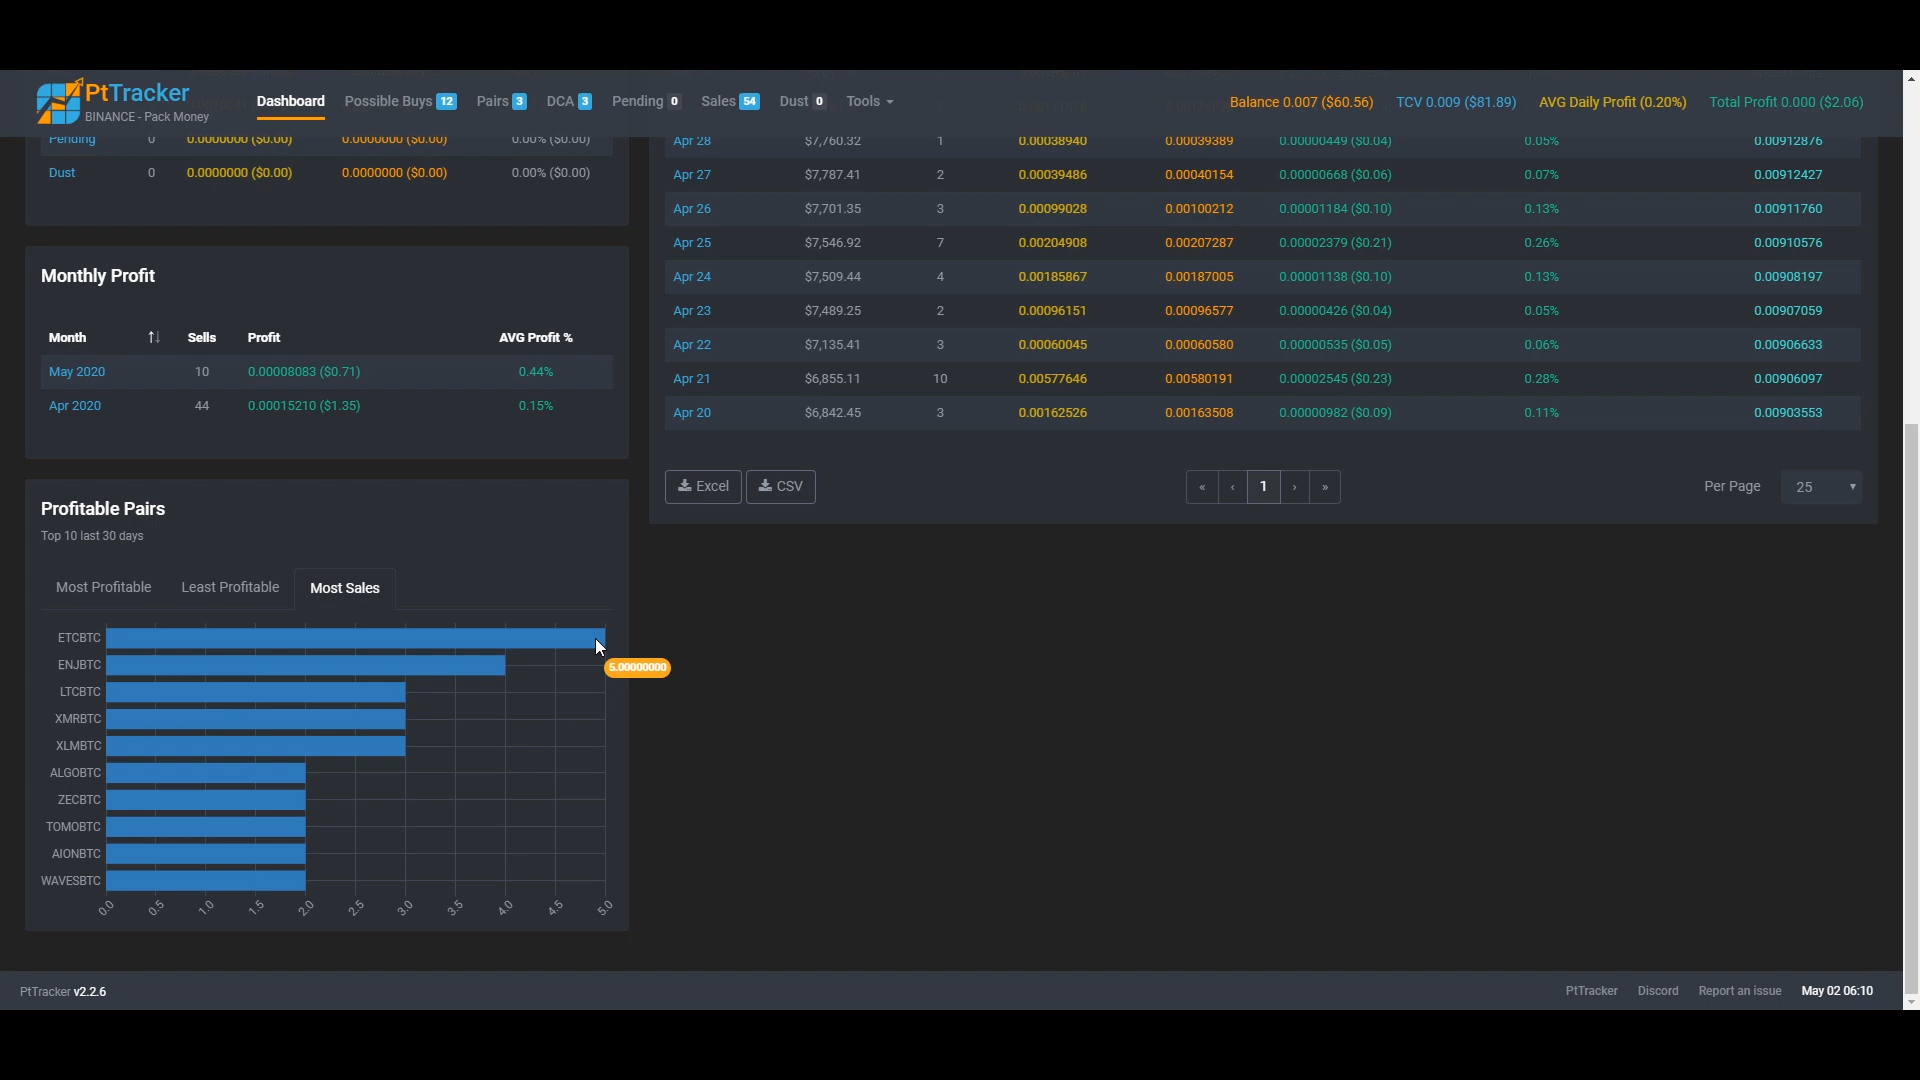 PtTracker
BINANCE - Pack Money
Dashboard Possible Buys 12 Pairs 3 DCA 3 Pending 0 Sales 54 Dust 0 Tools
Balance 0.007 ($60.56) TCV 0.009 ($81.89) AVG Daily Profit (0.20%) Total Profit 0.000 ($2.06)
Pending 0 0.0000000 ($0.00) 0.0000000 ($0.00) 0.00% ($0.00)
Dust 0 0.0000000 ($0.00) 0.0000000 ($0.00) 0.00% ($0.00)
Monthly Profit
Month Sells Profit AVG Profit %
May 2020 10 0.00008083 ($0.71) 0.44%
Apr 2020 44 0.00015210 ($1.35) 0.15%
Profitable Pairs
Top 10 last 30 days
Most Profitable Least Profitable Most Sales
ETCBTC
5.00000000
ENJBTC
LTCBTC
XMRBTC
XLMBTC
ALGOBTC
ZECBTC
TOMOBTC
AIONBTC
WAVESBTC
0.0 0.5 1.0 1.5 2.0 2.5 3.0 3.5 4.0 4.5 5.0
Apr 28 $7,760.32 1 0.00038940 0.00039389 0.00000449 ($0.04) 0.05% 0.00912876
Apr 27 $7,787.41 2 0.00039486 0.00040154 0.00000668 ($0.06) 0.07% 0.00912427
Apr 26 $7,701.35 3 0.00099028 0.00100212 0.00001184 ($0.10) 0.13% 0.00911760
Apr 25 $7,546.92 7 0.00204908 0.00207287 0.00002379 ($0.21) 0.26% 0.00910576
Apr 24 $7,509.44 4 0.00185867 0.00187005 0.00001138 ($0.10) 0.13% 0.00908197
Apr 23 $7,489.25 2 0.00096151 0.00096577 0.00000426 ($0.04) 0.05% 0.00907059
Apr 22 $7,135.41 3 0.00060045 0.00060580 0.00000535 ($0.05) 0.06% 0.00906633
Apr 21 $6,855.11 10 0.00577646 0.00580191 0.00002545 ($0.23) 0.28% 0.00906097
Apr 20 $6,842.45 3 0.00162526 0.00163508 0.00000982 ($0.09) 0.11% 0.00903553
Excel CSV « ‹ 1 › » Per Page 25
PtTracker v2.2.6
PtTracker Discord Report an issue May 02 06:10